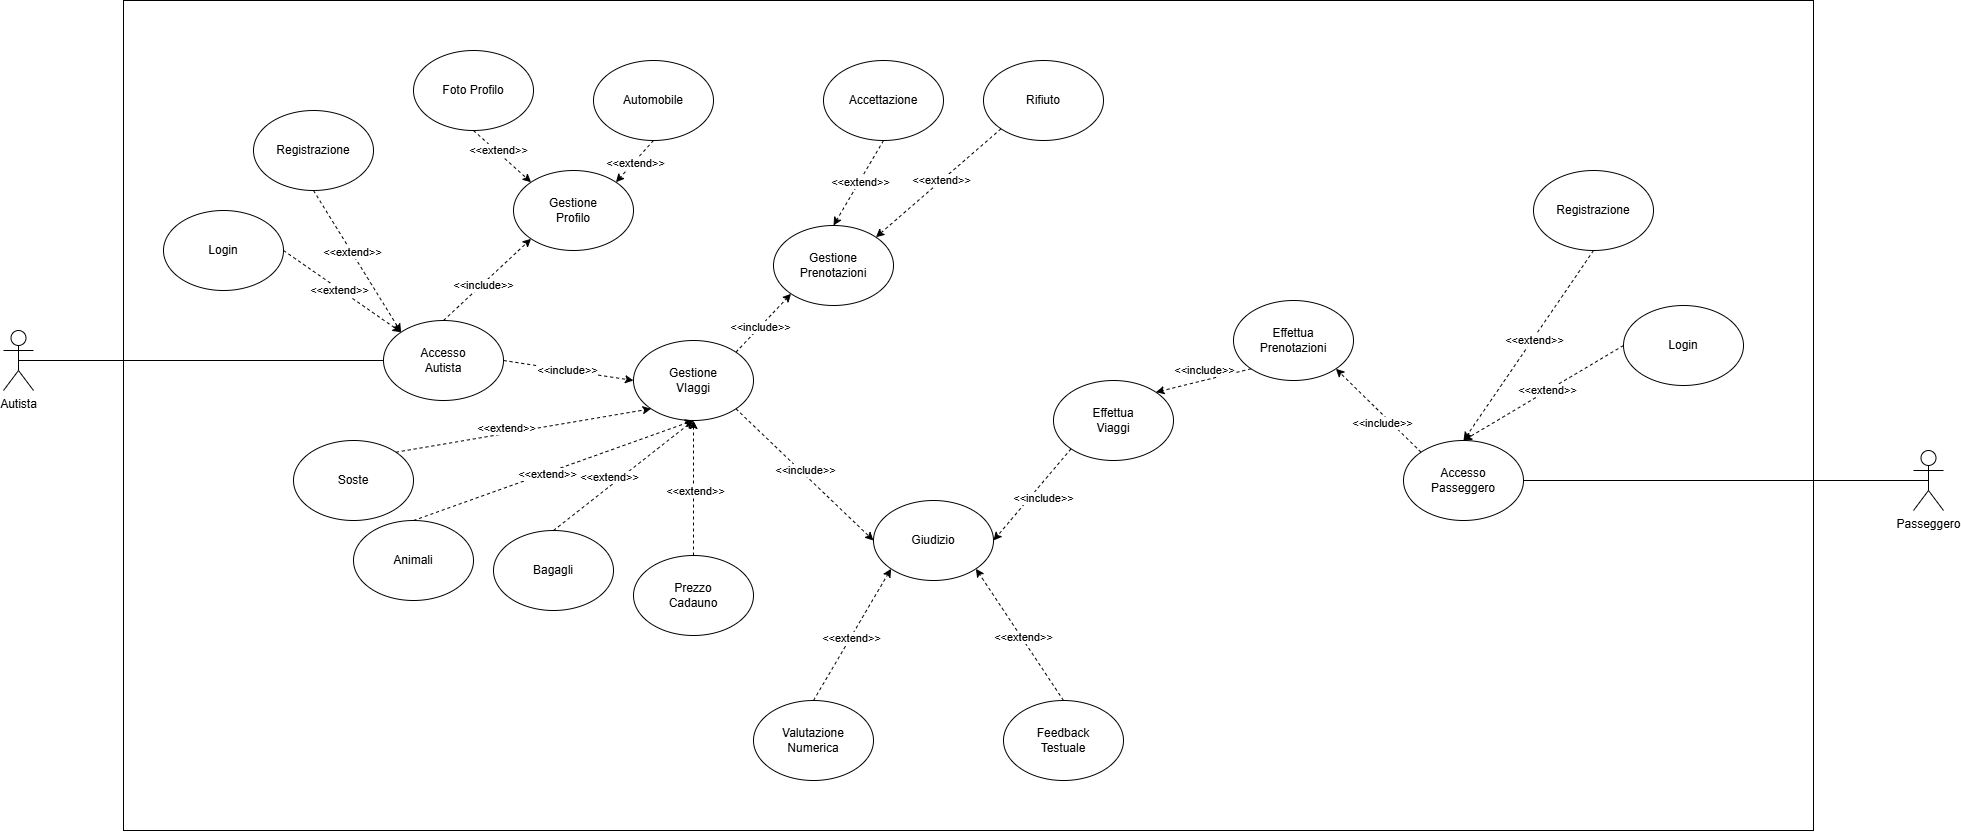 Foto Profilo
Automobile
Accettazione
Rifiuto
Registrazione
<<extend>>
<<extend>>
<<extend>>
<<extend>>
Gestione
Profilo
Registrazione
Login
<<extend>>
<<extend>>
<<include>>
Gestione
Prenotazioni
<<include>>
Effettua
Prenotazioni
<<extend>>
Login
Autista
Accesso
Autista
<<include>>
Gestione
VIaggi
<<include>>
<<extend>>
Effettua
Viaggi
<<include>>
<<extend>>
Soste
<<extend>>
<<extend>>
<<extend>>
<<include>>
<<include>>
Accesso
Passeggero
Passeggero
Animali
Bagagli
Prezzo
Cadauno
Giudizio
<<extend>>
<<extend>>
Valutazione
Numerica
Feedback
Testuale